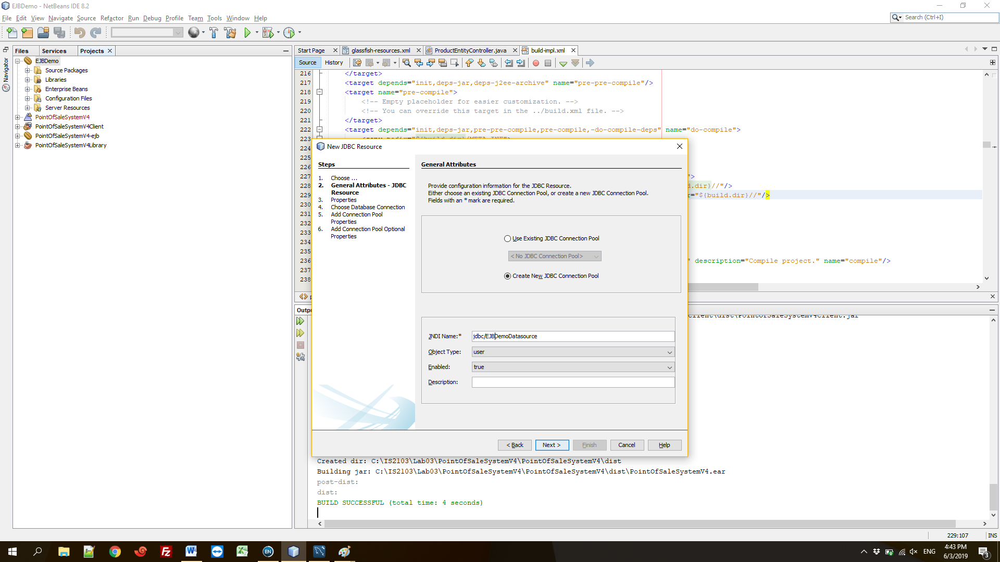 EJBDemo - NetBeans IDE 8.2
File Edit View Navigate Source Refactor Run Debug Profile Team Tools Window Help
Search (Ctrl+I)
Files Services Projects
Navigator
EJBDemo
Source Packages
Libraries
Enterprise Beans
Configuration Files
Server Resources
PointOfSaleSystemV4
PointOfSaleSystemV4Client
PointOfSaleSystemV4-ejb
PointOfSaleSystemV4Library
Start Page glassfish-resources.xml ProductEntityController.java build-impl.xml
Source History
216 </target>
217 <target depends="init,deps-jar,deps-j2ee-archive" name="pre-pre-compile"/>
218 <target name="pre-compile">
219 <!-- Empty placeholder for easier customization. -->
220 <!-- You can override this target in the ../build.xml file. -->
221 </target>
222 <target depends="init,deps-jar,pre-pre-compile,pre-compile,-do-compile-deps" name="do-compile">
223
224
225
226
227 ">
228 .dir}//"/>
229 ="${build.dir}//"/>
230
231
232
233
234
235
236 " description="Compile project." name="compile"/>
237
238
New JDBC Resource
Steps
1. Choose ...
2. General Attributes - JDBC
Resource
3. Properties
4. Choose Database Connection
5. Add Connection Pool
Properties
6. Add Connection Pool Optional
Properties
General Attributes
Provide configuration information for the JDBC Resource.
Either choose an existing JDBC Connection Pool, or create a new JDBC Connection Pool.
Fields with an * mark are required.
Use Existing JDBC Connection Pool
< No JDBC Connection Pool>
Create New JDBC Connection Pool
JNDI Name:* jdbc/EJBDemoDatasource
Object Type: user
Enabled: true
Description:
< Back Next > Finish Cancel Help
Outpu
Created dir: C:\IS2103\Lab03\PointOfSaleSystemV4\PointOfSaleSystemV4\dist
Building jar: C:\IS2103\Lab03\PointOfSaleSystemV4\PointOfSaleSystemV4\dist\PointOfSaleSystemV4.ear
post-dist:
dist:
BUILD SUCCESSFUL (total time: 4 seconds)
229:107 INS
ENG
4:43 PM
6/3/2019
3